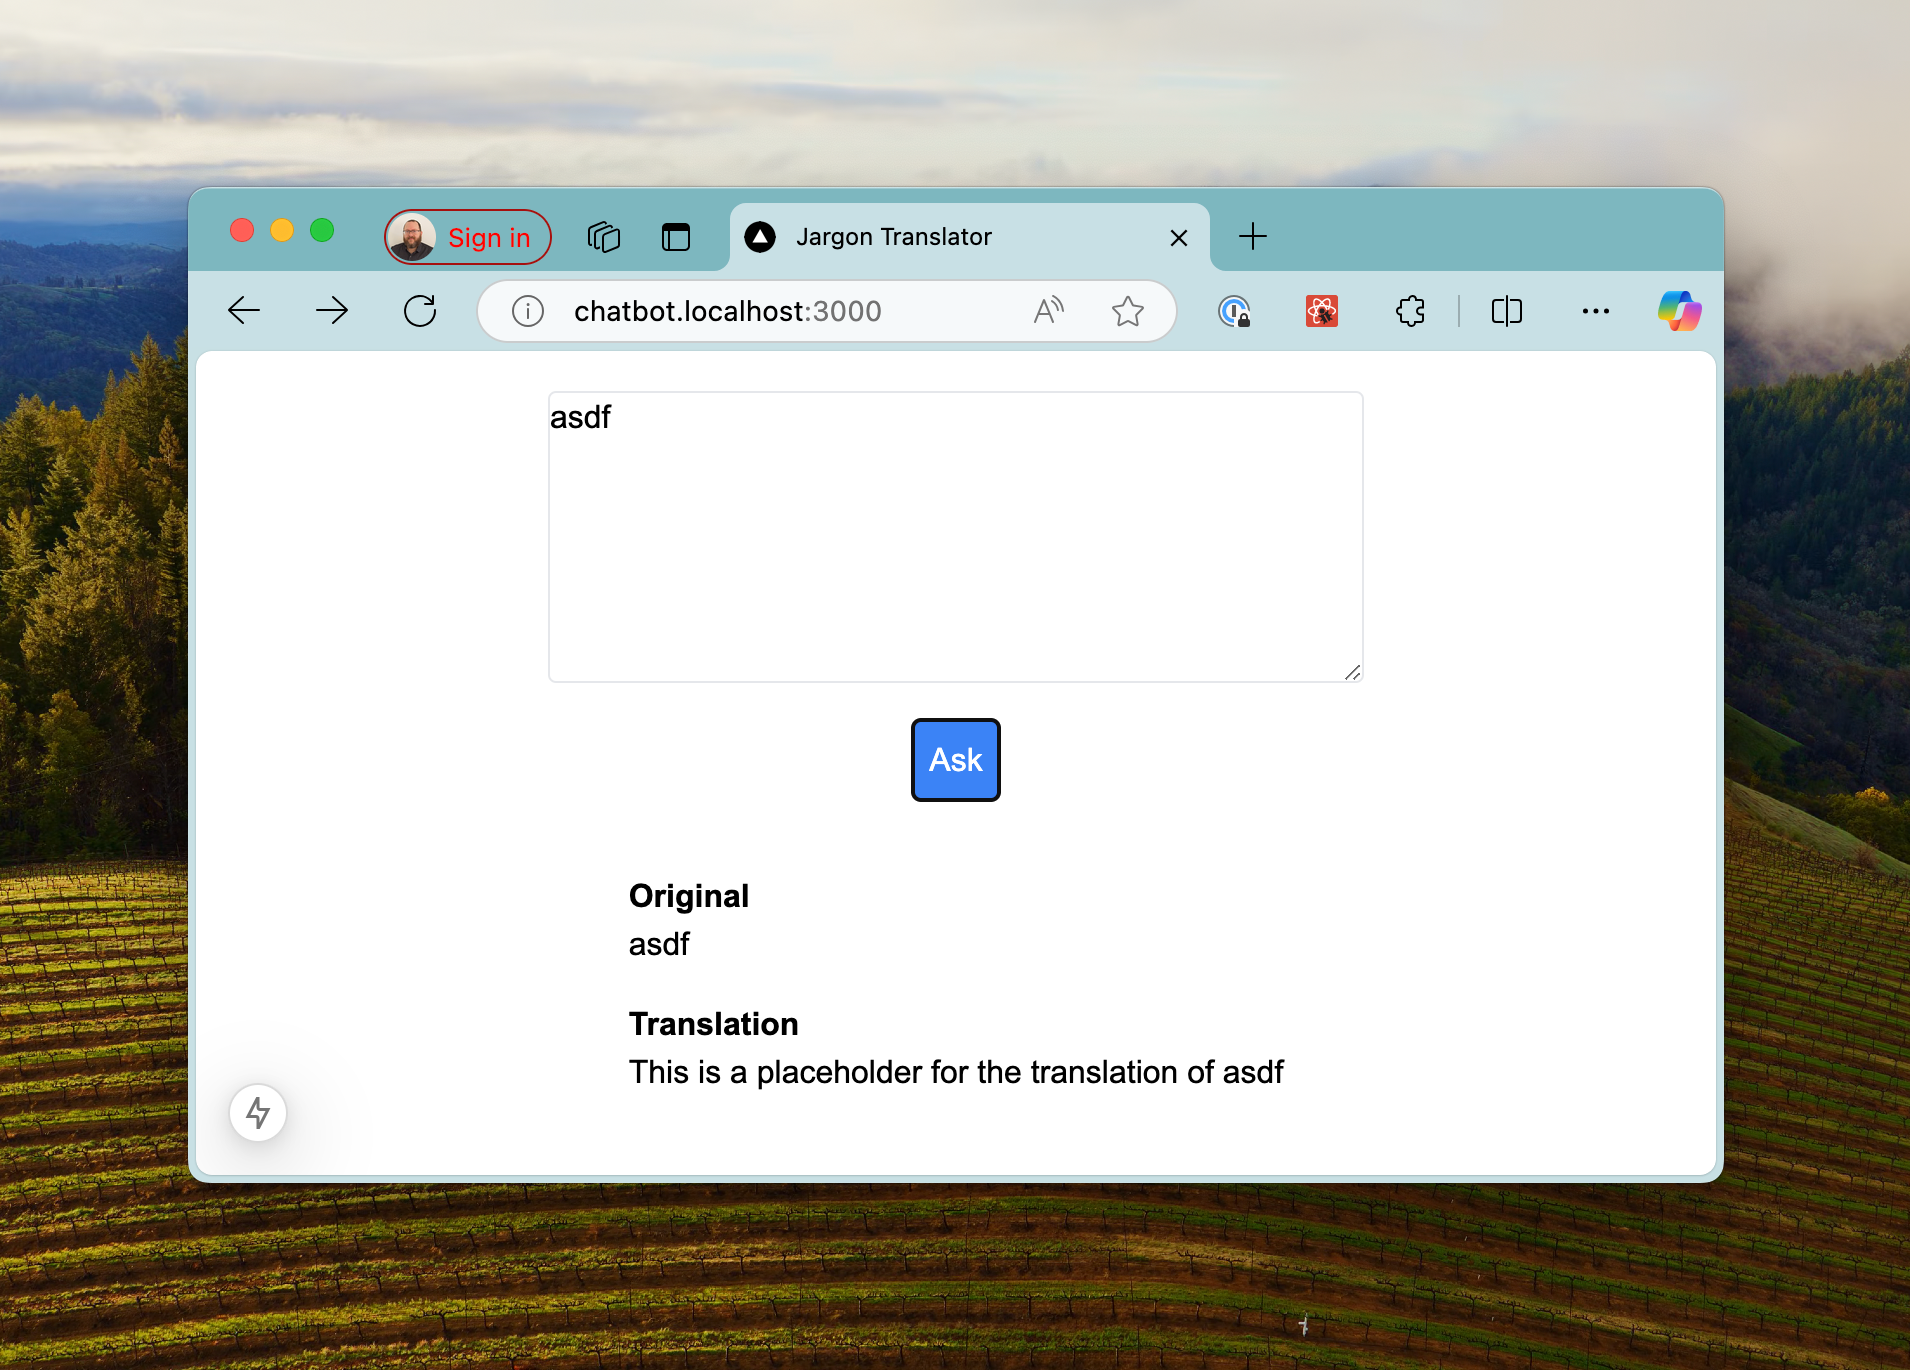 Sign in
Jargon Translator
chatbot.localhost:3000
asdf
Ask
Original
asdf
Translation
This is a placeholder for the translation of asdf